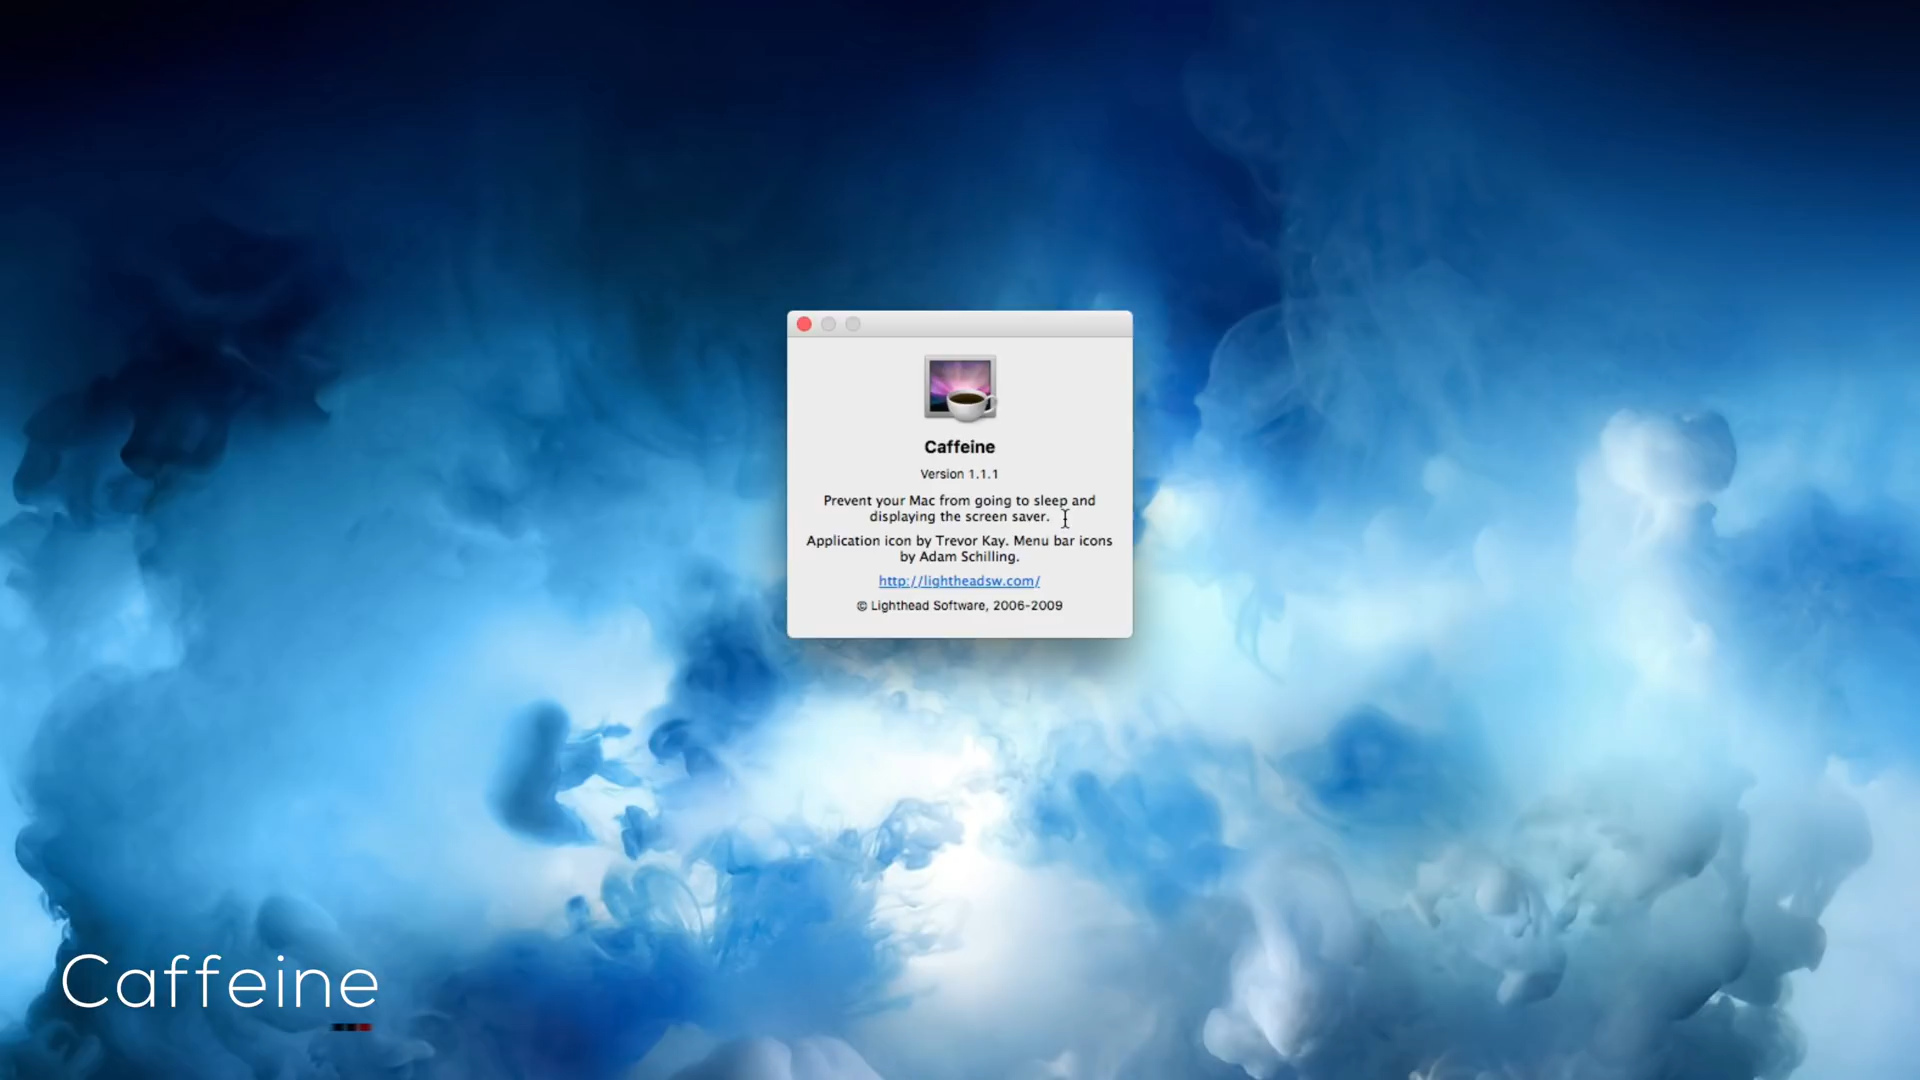 Caffeine
Version 1.1.1
Prevent your Mac from going to sleep and
displaying the screen saver.
Application icon by Trevor Kay. Menu bar icons
by Adam Schilling.
http://lightheadsw.com/
© Lighthead Software, 2006-2009
Caffeine